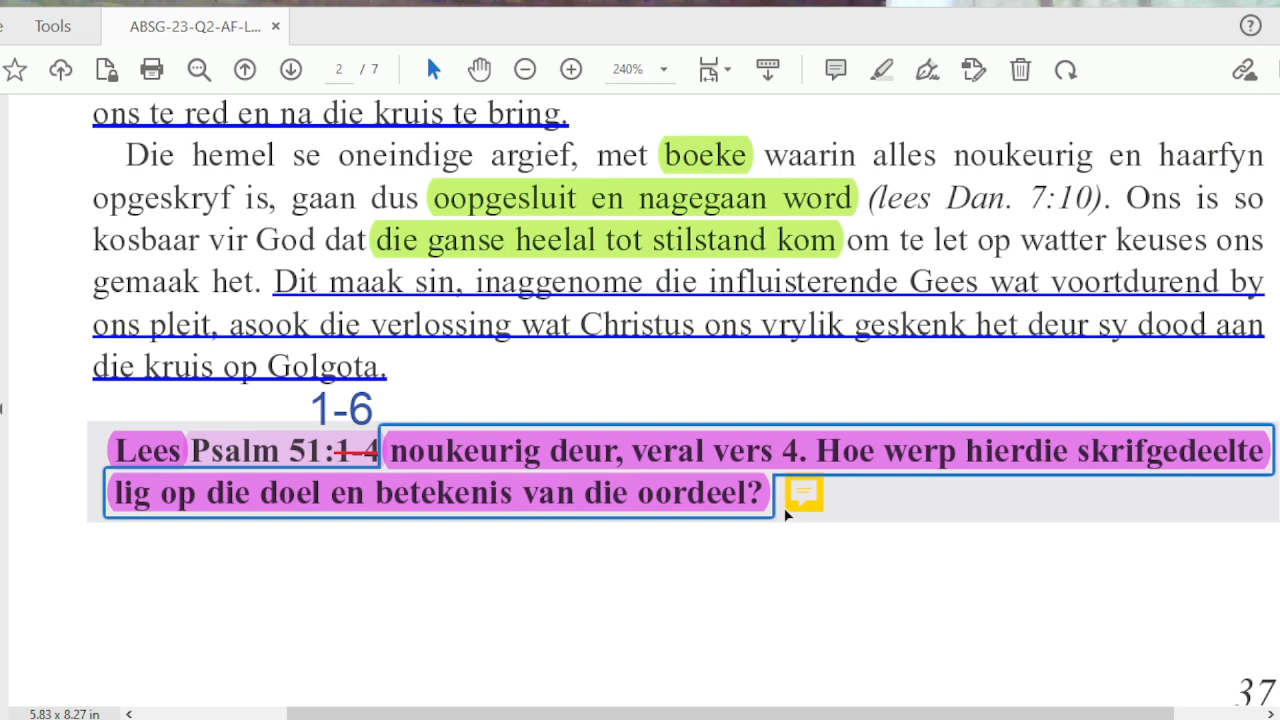 Tools
ABSG-23-Q2-AF-L... ×
2 / 7
240%
ons te red en na die kruis te bring.
Die hemel se oneindige argief, met boeke waarin alles noukeurig en haarfyn
opgeskryf is, gaan dus oopgesluit en nagegaan word (lees Dan. 7:10). Ons is so
kosbaar vir God dat die ganse heelal tot stilstand kom om te let op watter keuses ons
gemaak het. Dit maak sin, inaggenome die influisterende Gees wat voortdurend by
ons pleit, asook die verlossing wat Christus ons vrylik geskenk het deur sy dood aan
die kruis op Golgota.
1-6
Lees Psalm 51:1-4 noukeurig deur, veral vers 4. Hoe werp hierdie skrifgedeelte
lig op die doel en betekenis van die oordeel?
37
5.83 x 8.27 in